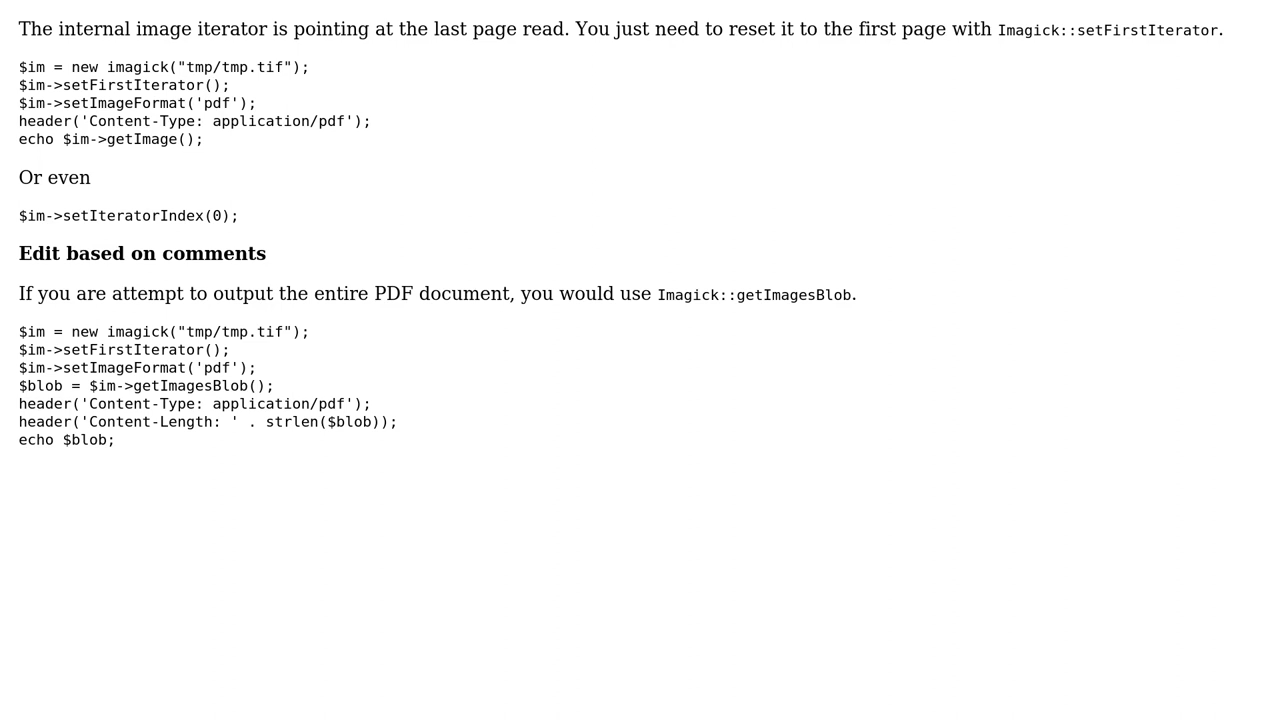 The internal image iterator is pointing at the last page read. You just need to reset it to the first page with Imagick::setFirstIterator.
$im = new imagick("tmp/tmp.tif");
$im->setFirstIterator();
$im->setImageFormat('pdf');
header('Content-Type: application/pdf');
echo $im->getImage();
Or even
$im->setIteratorIndex(0);
Edit based on comments
If you are attempt to output the entire PDF document, you would use Imagick::getImagesBlob.
$im = new imagick("tmp/tmp.tif");
$im->setFirstIterator();
$im->setImageFormat('pdf');
$blob = $im->getImagesBlob();
header('Content-Type: application/pdf');
header('Content-Length: ' . strlen($blob));
echo $blob;